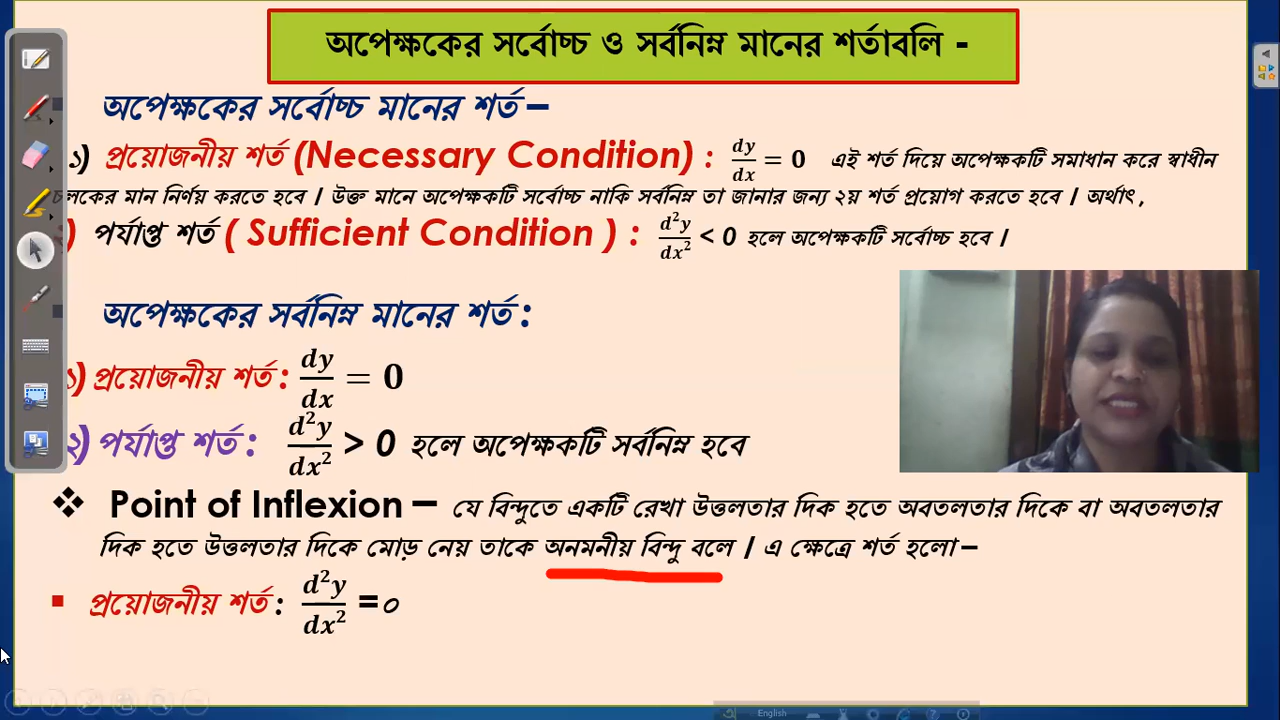 অপেক্ষকের সর্বোচ্চ ও সর্বনিম্ন মানের শর্তাবলি -
অপেক্ষকের সর্বোচ্চ মানের শর্ত –
১) প্রয়োজনীয় শর্ত (Necessary Condition) : dy/dx = 0 এই শর্ত দিয়ে অপেক্ষকটি সমাধান করে স্বাধীন
চলকের মান নির্ণয় করতে হবে । উক্ত মানে অপেক্ষকটি সর্বোচ্চ নাকি সর্বনিম্ন তা জানার জন্য ২য় শর্ত প্রয়োগ করতে হবে । অর্থাৎ,
২) পর্যাপ্ত শর্ত ( Sufficient Condition ) : d²y/dx² < 0 হলে অপেক্ষকটি সর্বোচ্চ হবে ।
অপেক্ষকের সর্বনিম্ন মানের শর্ত :
১) প্রয়োজনীয় শর্ত : dy/dx = 0
২) পর্যাপ্ত শর্ত : d²y/dx² > 0 হলে অপেক্ষকটি সর্বনিম্ন হবে
❖ Point of Inflexion – যে বিন্দুতে একটি রেখা উত্তলতার দিক হতে অবতলতার দিকে বা অবতলতার
দিক হতে উত্তলতার দিকে মোড় নেয় তাকে অনমনীয় বিন্দু বলে । এ ক্ষেত্রে শর্ত হলো –
▪ প্রয়োজনীয় শর্ত : d²y/dx² =০
English